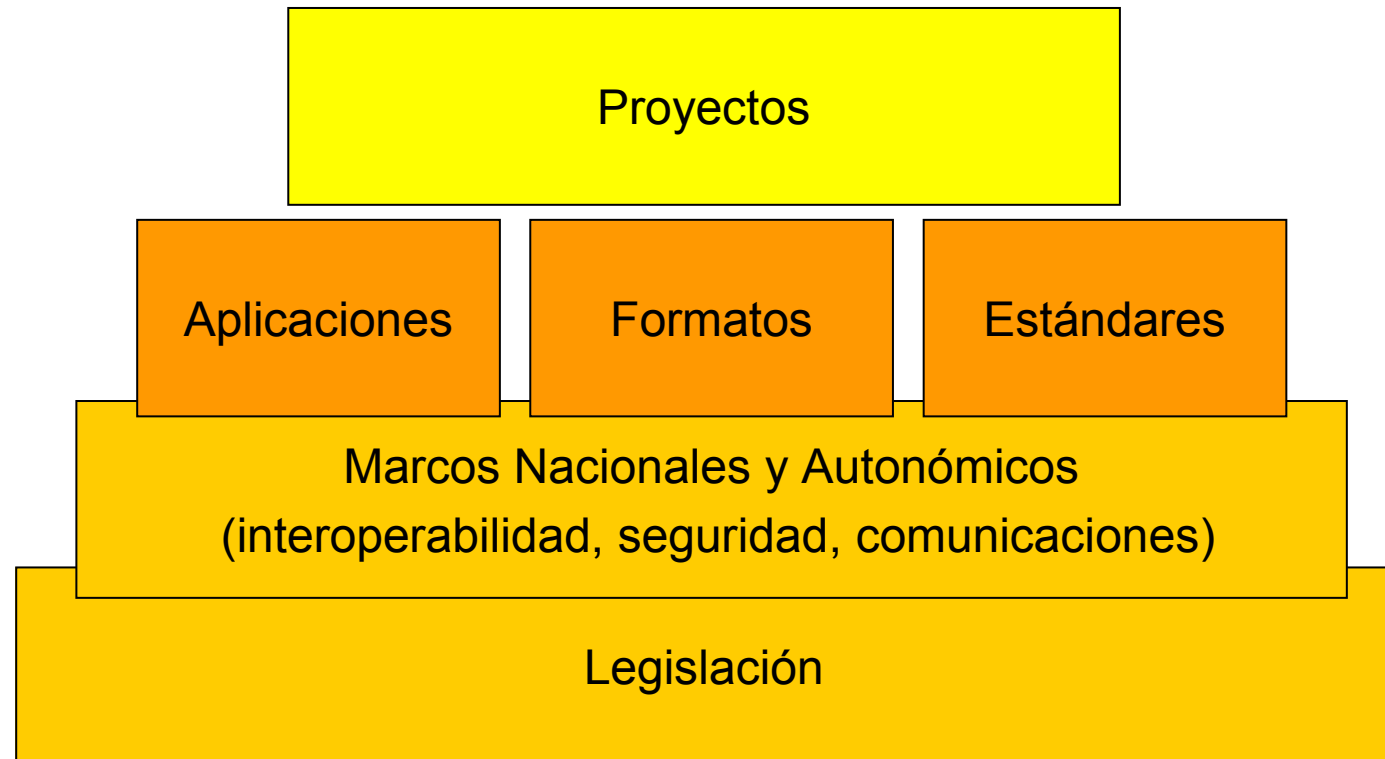 Proyectos
Aplicaciones
Formatos
Estándares
Marcos Nacionales y Autonómicos
(interoperabilidad, seguridad, comunicaciones)
Legislación